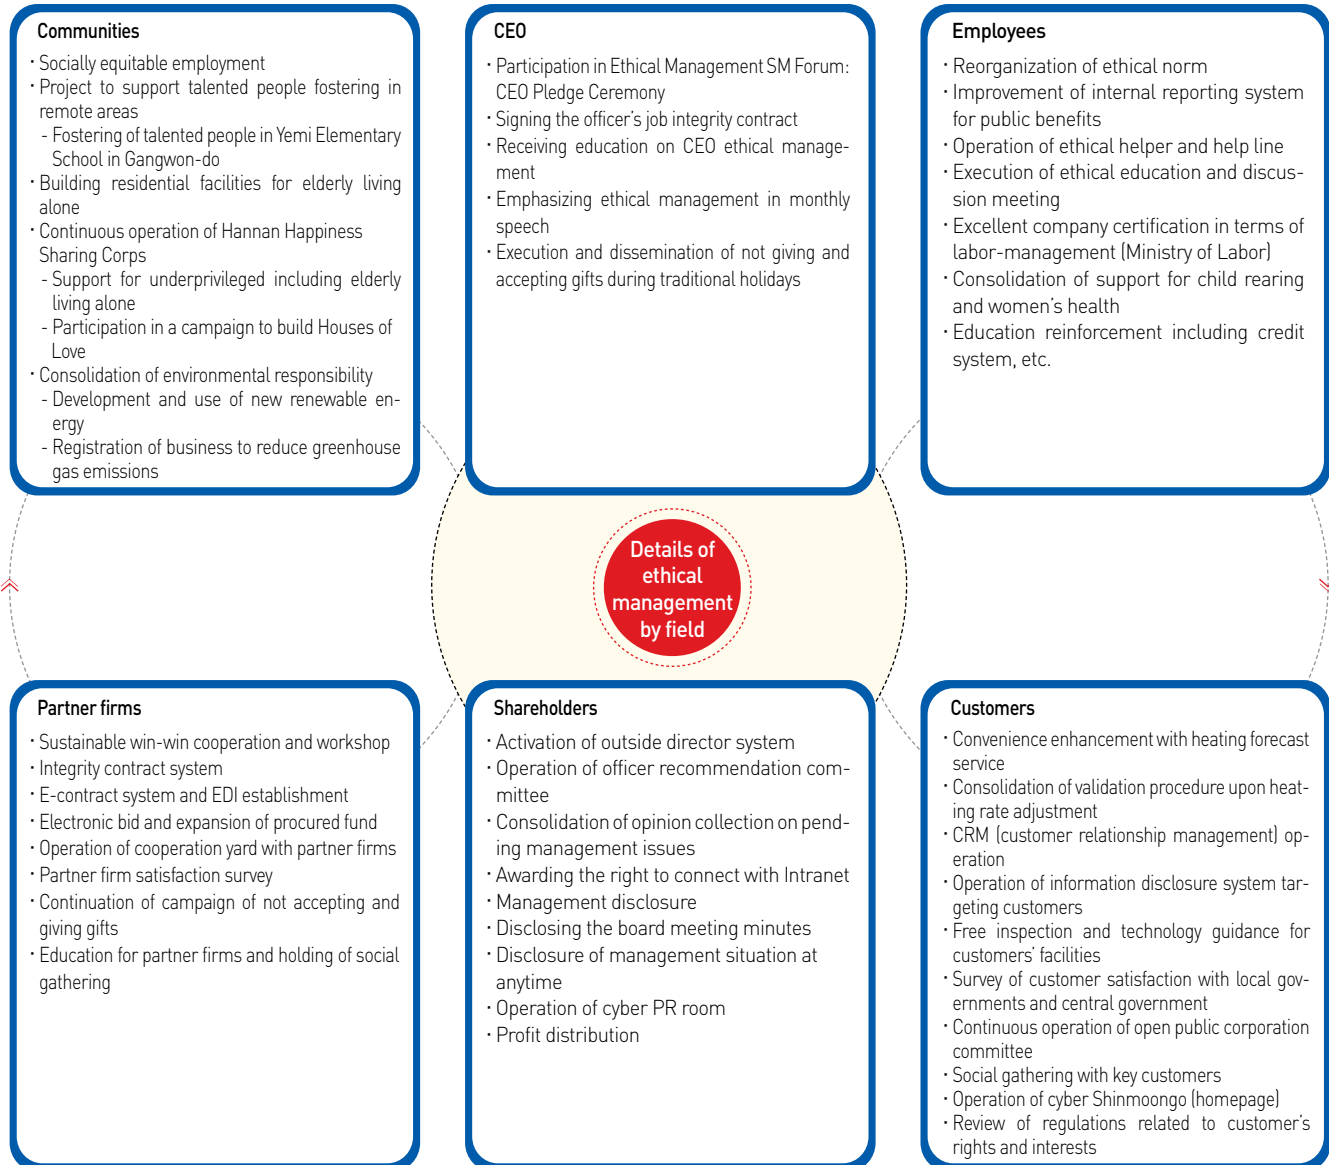 Communities
· Socially equitable employment
· Project to support talented people fostering in
remote areas
- Fostering of talented people in Yemi Elementary
School in Gangwon-do
· Building residential facilities for elderly living
alone
· Continuous operation of Hannan Happiness
Sharing Corps
- Support for underprivileged including elderly
living alone
- Participation in a campaign to build Houses of
Love
· Consolidation of environmental responsibility
- Development and use of new renewable en-
ergy
- Registration of business to reduce greenhouse
gas emissions
CEO
· Participation in Ethical Management SM Forum:
CEO Pledge Ceremony
· Signing the officer's job integrity contract
· Receiving education on CEO ethical manage-
ment
· Emphasizing ethical management in monthly
speech
· Execution and dissemination of not giving and
accepting gifts during traditional holidays
Employees
· Reorganization of ethical norm
· Improvement of internal reporting system
for public benefits
· Operation of ethical helper and help line
· Execution of ethical education and discus-
sion meeting
· Excellent company certification in terms of
labor-management (Ministry of Labor)
· Consolidation of support for child rearing
and women's health
· Education reinforcement including credit
system, etc.
Details of
ethical
management
by field
Partner firms
· Sustainable win-win cooperation and workshop
· Integrity contract system
· E-contract system and EDI establishment
· Electronic bid and expansion of procured fund
· Operation of cooperation yard with partner firms
· Partner firm satisfaction survey
· Continuation of campaign of not accepting and
giving gifts
· Education for partner firms and holding of social
gathering
Shareholders
· Activation of outside director system
· Operation of officer recommendation com-
mittee
· Consolidation of opinion collection on pend-
ing management issues
· Awarding the right to connect with Intranet
· Management disclosure
· Disclosing the board meeting minutes
· Disclosure of management situation at
anytime
· Operation of cyber PR room
· Profit distribution
Customers
· Convenience enhancement with heating forecast
service
· Consolidation of validation procedure upon heat-
ing rate adjustment
· CRM (customer relationship management) op-
eration
· Operation of information disclosure system tar-
geting customers
· Free inspection and technology guidance for
customers' facilities
· Survey of customer satisfaction with local gov-
ernments and central government
· Continuous operation of open public corporation
committee
· Social gathering with key customers
· Operation of cyber Shinmoongo (homepage)
· Review of regulations related to customer's
rights and interests